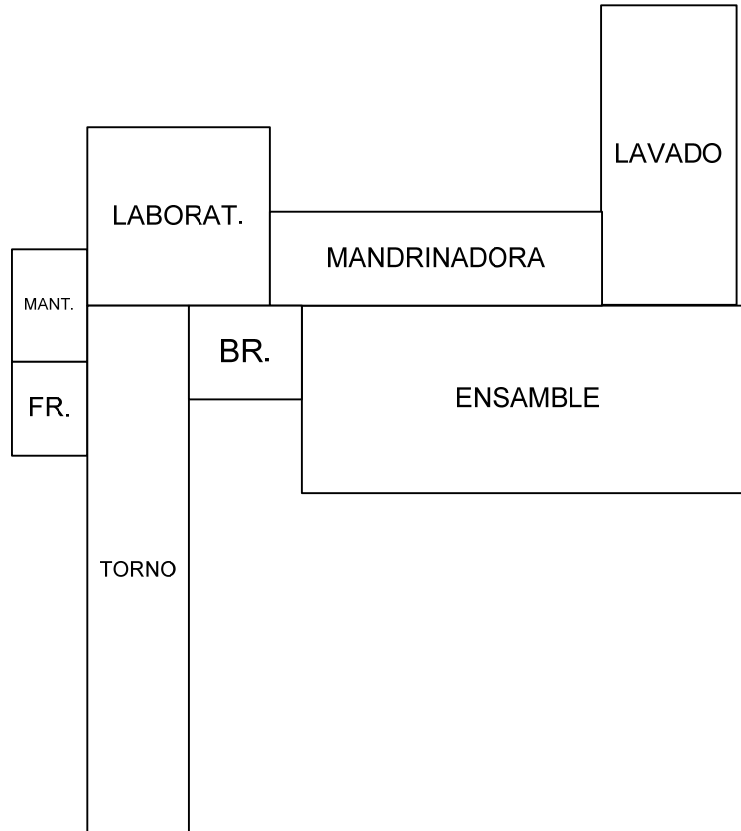 LAVADO
LABORAT.
MANDRINADORA
MANT.
BR.
ENSAMBLE
FR.
TORNO